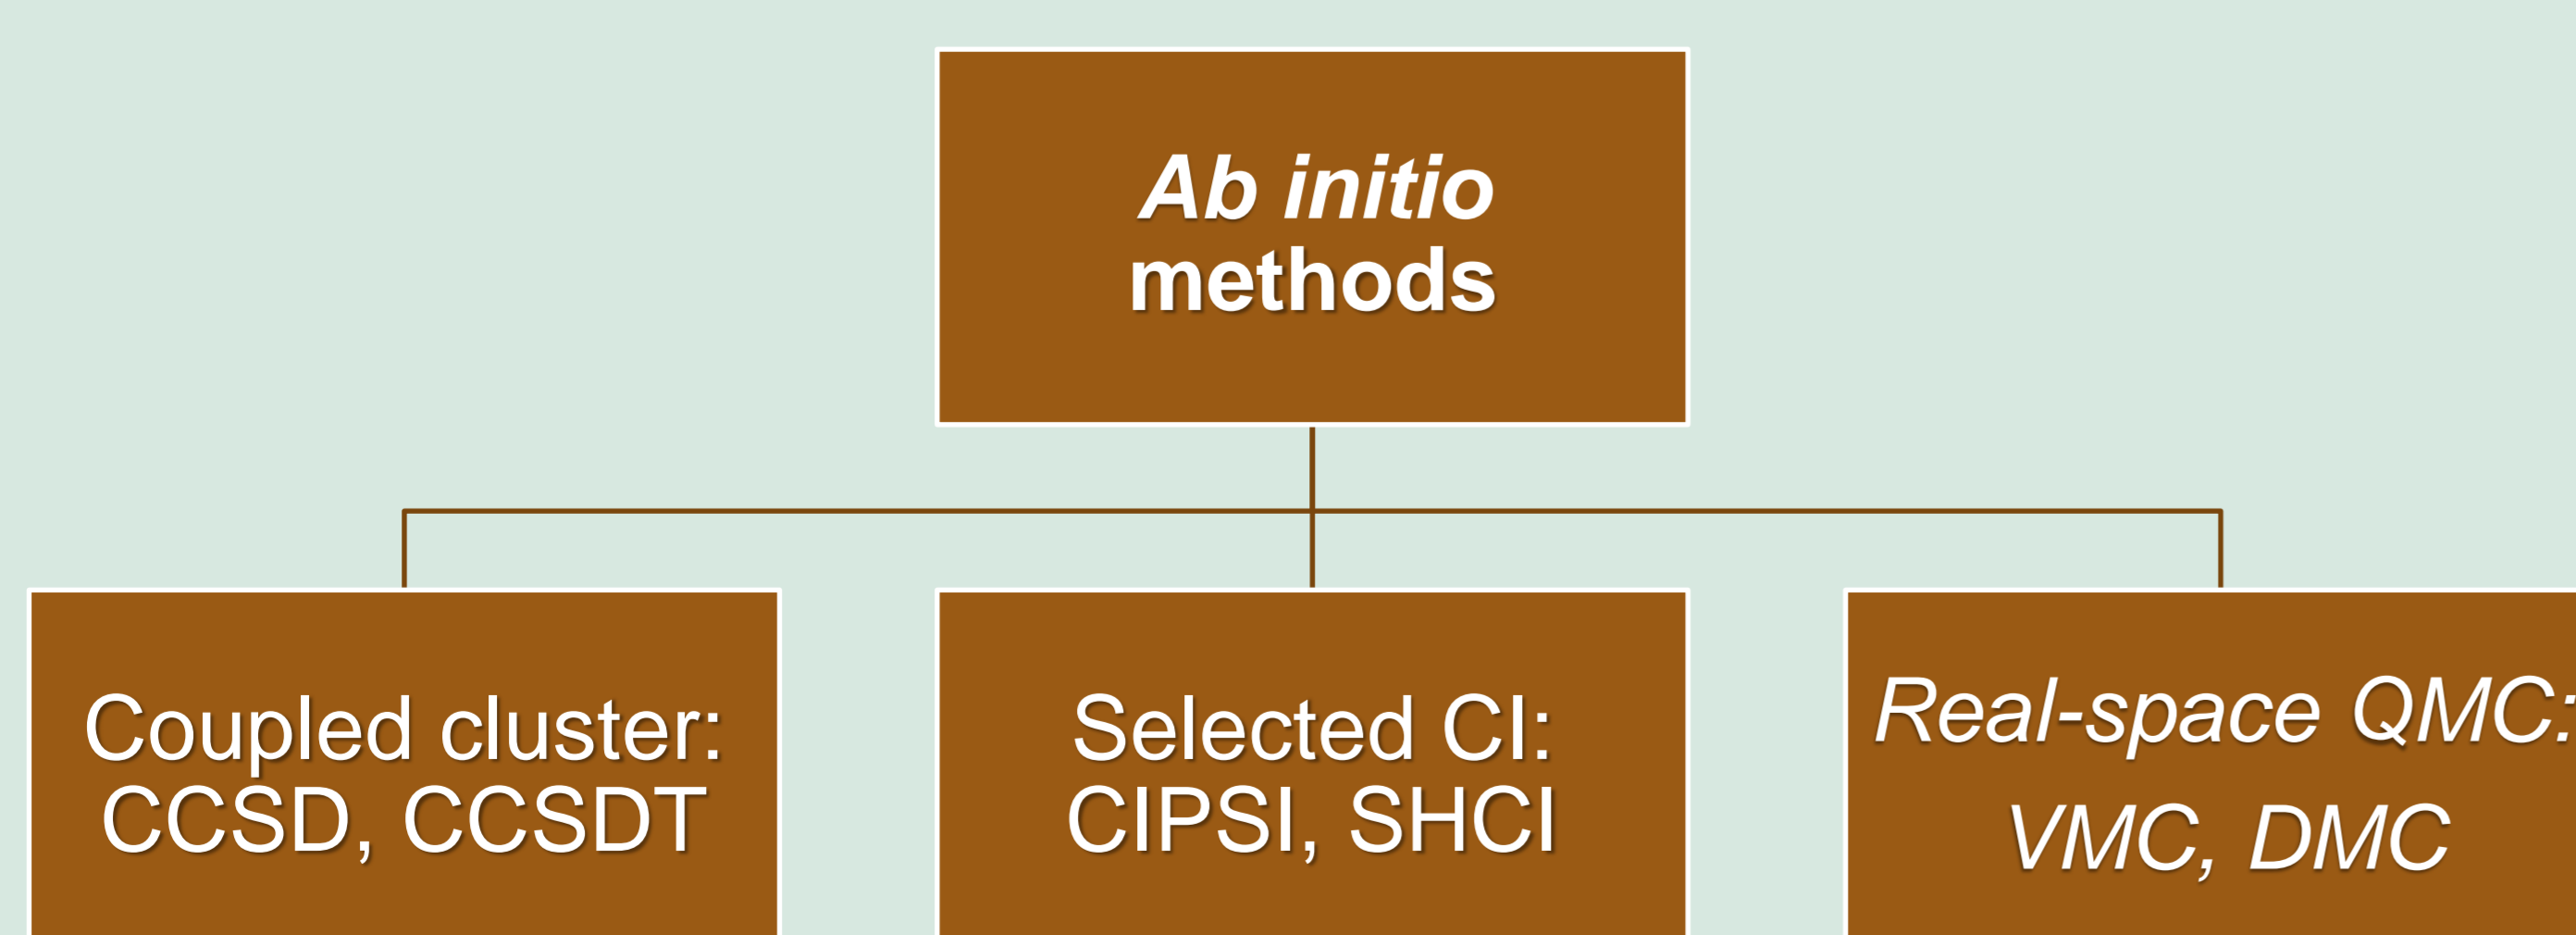 Ab initio
methods
Coupled cluster:
CCSD, CCSDT
Selected CI:
CIPSI, SHCI
Real-space QMC:
VMC, DMC